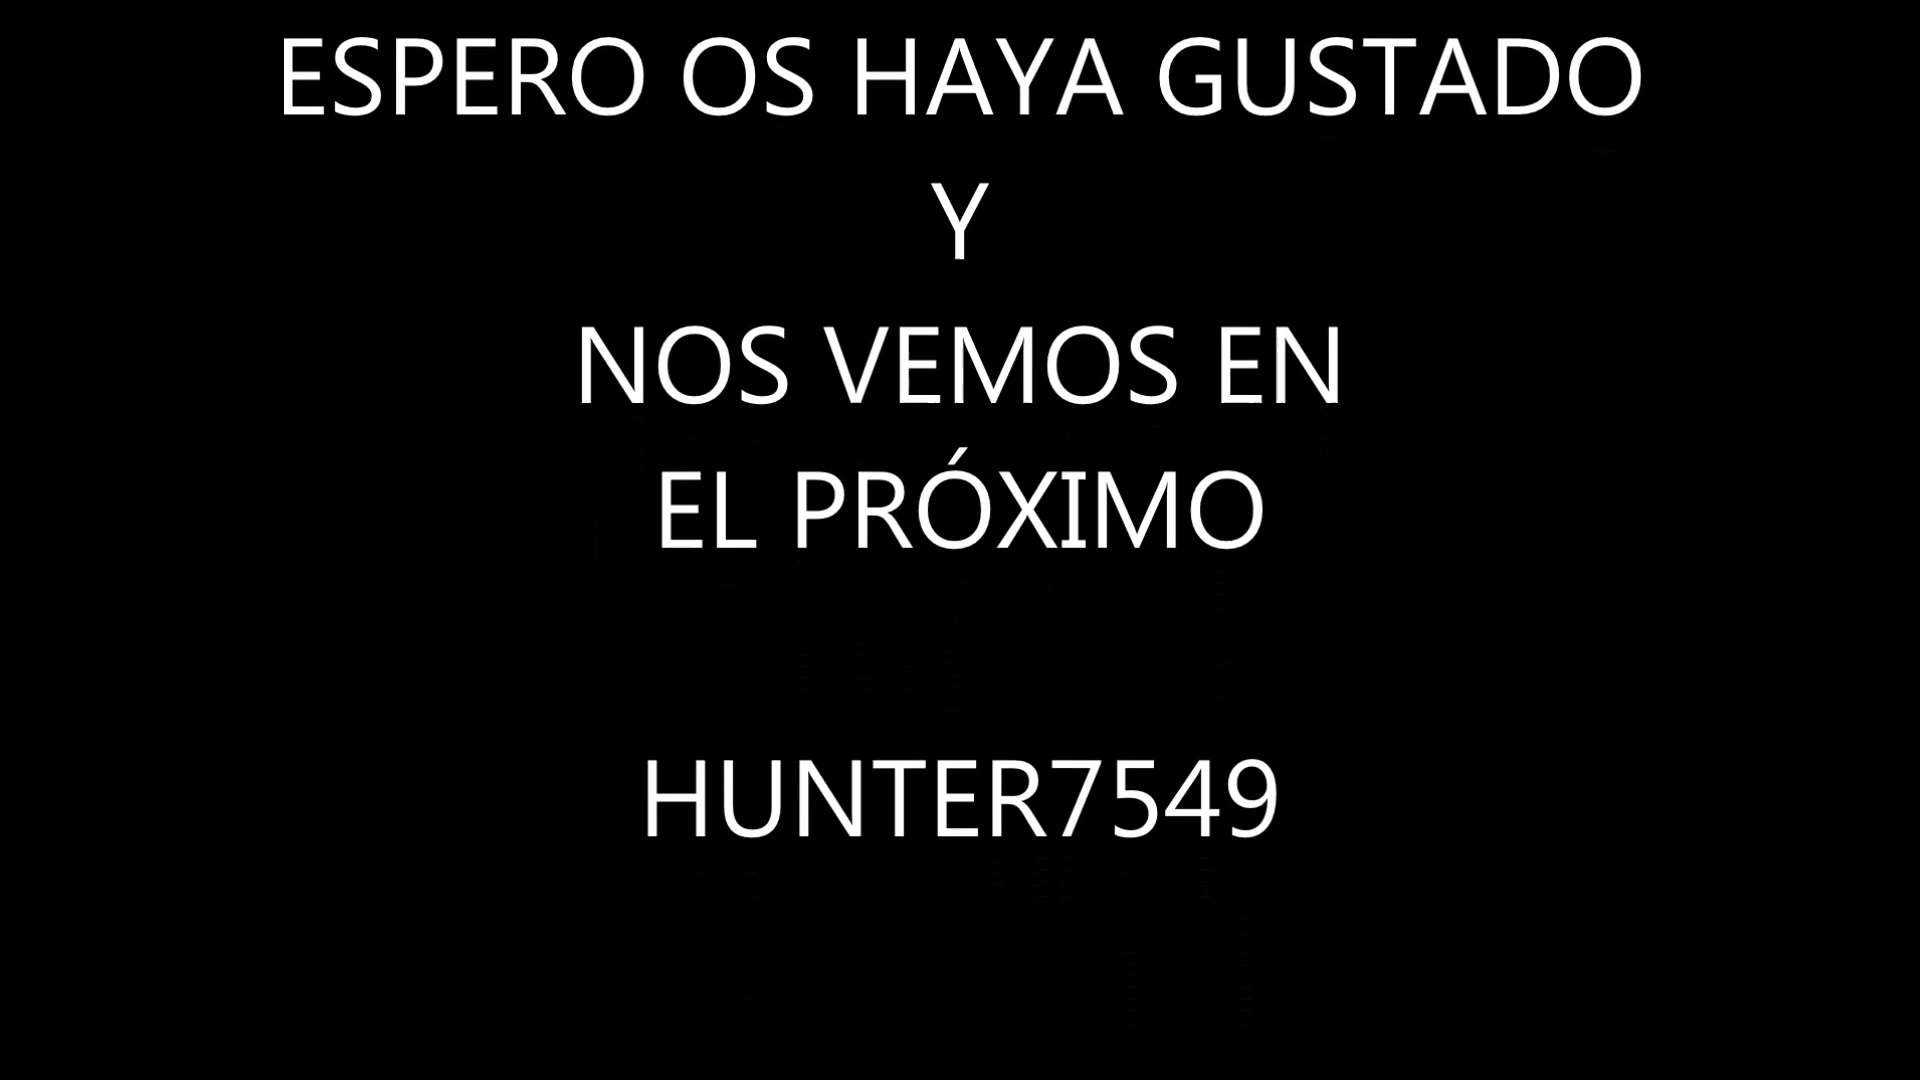 ESPERO OS HAYA GUSTADO
Y
NOS VEMOS EN
EL PRÓXIMO
HUNTER7549